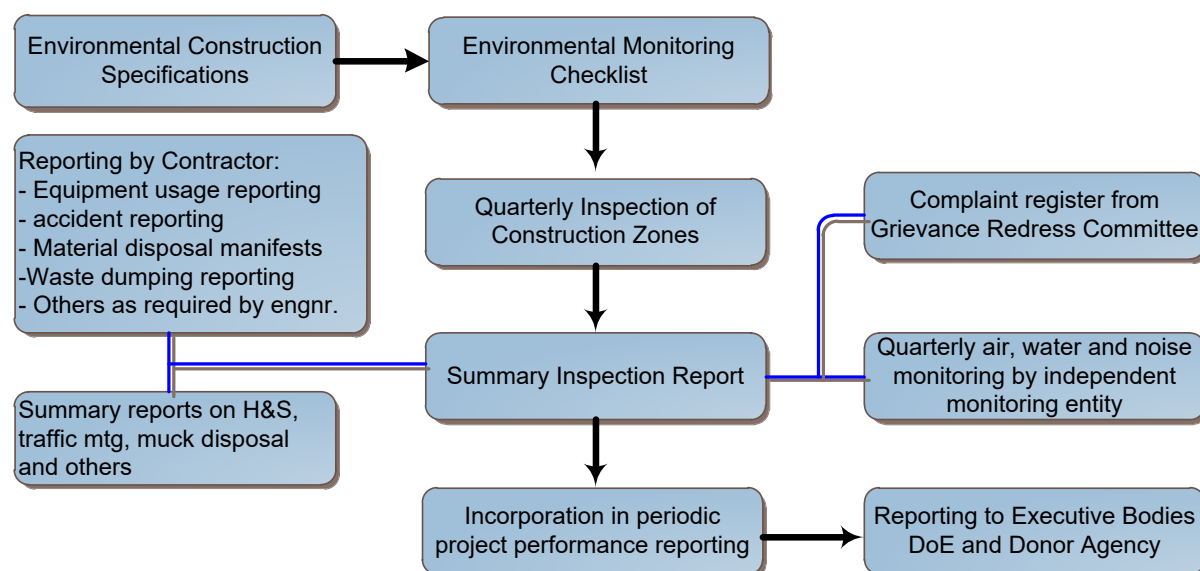 Environmental Construction
Specifications
Environmental Monitoring
Checklist
Reporting by Contractor:
- Equipment usage reporting
- accident reporting
- Material disposal manifests
-Waste dumping reporting
- Others as required by engnr.
Quarterly Inspection of
Construction Zones
Complaint register from
Grievance Redress Committee
Summary Inspection Report
Quarterly air, water and noise
monitoring by independent
monitoring entity
Summary reports on H&S,
traffic mtg, muck disposal
and others
Incorporation in periodic
project performance reporting
Reporting to Executive Bodies
DoE and Donor Agency